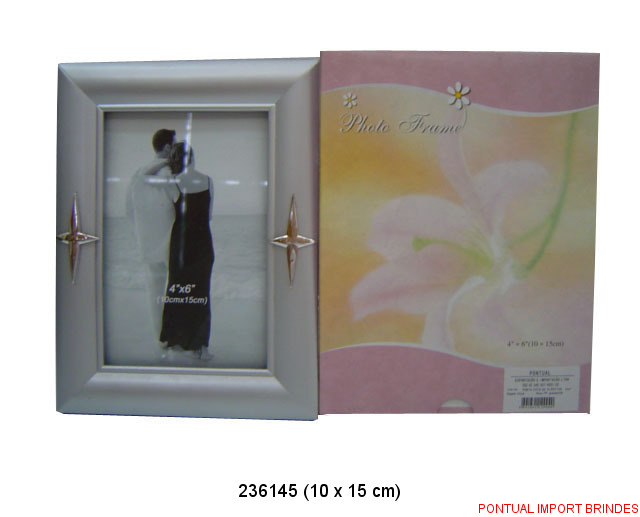 Photo Frame
4"x6"
(10cmx15cm)
4" × 6"(10 × 15cm)
PONTUAL
236145 (10 x 15 cm)
PONTUAL IMPORT BRINDES